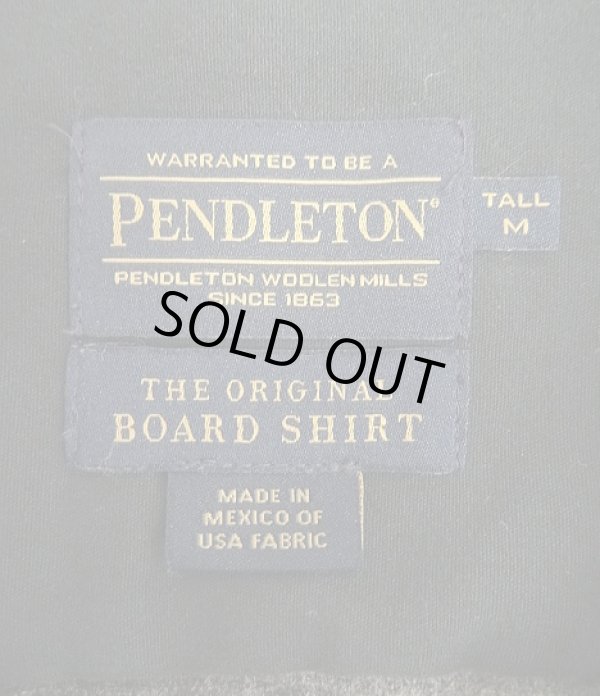 WARRANTED TO BE A
PENDLETON®
TALL
M
PENDLETON WOOLEN MILLS
SINCE 1863
SOLD OUT
THE ORIGINAL
BOARD SHIRT
MADE IN
MEXICO OF
USA FABRIC